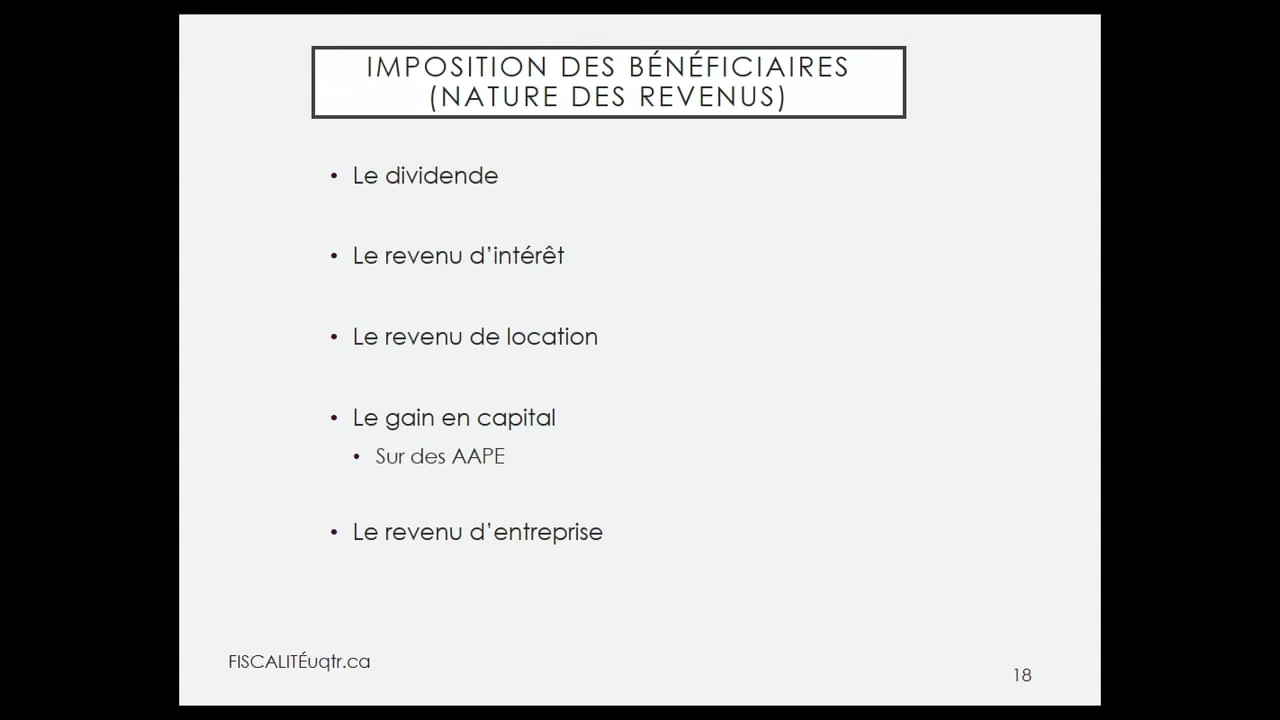 IMPOSITION DES BÉNÉFICIAIRES
(NATURE DES REVENUS)
• Le dividende
• Le revenu d'intérêt
• Le revenu de location
• Le gain en capital
• Sur des AAPE
• Le revenu d'entreprise
FISCALITÉuqtr.ca
18